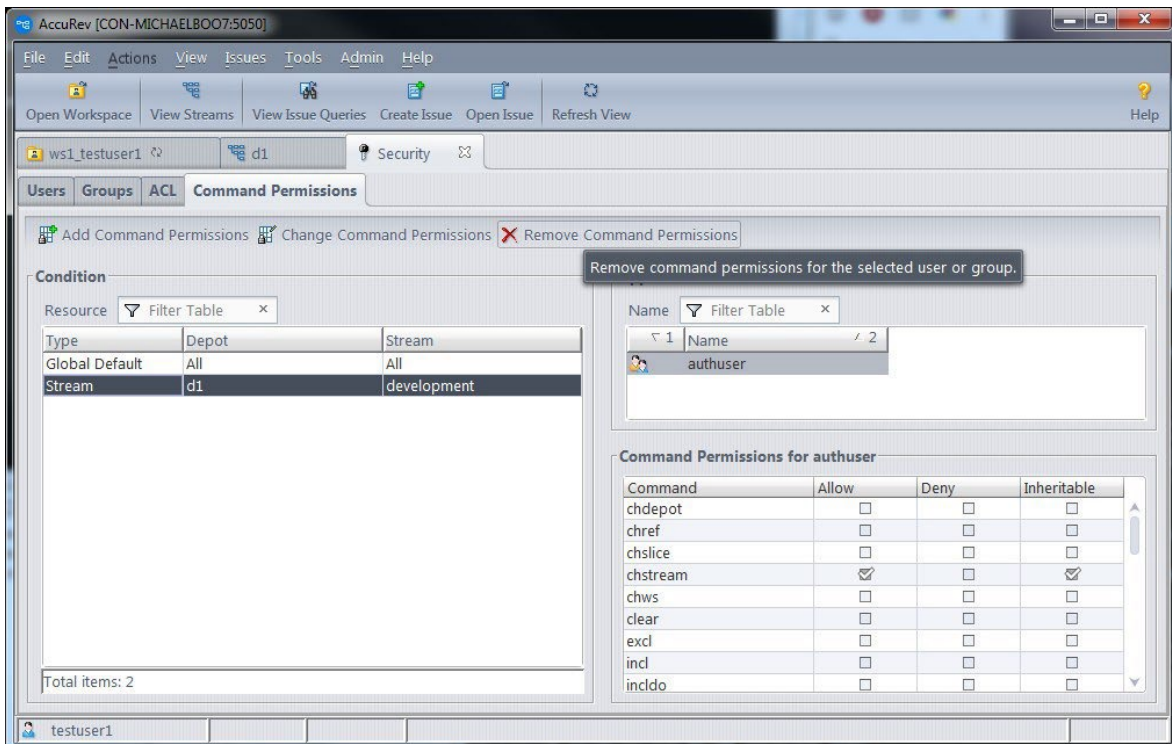 AccuRev [CON-MICHAELBOO7:5050]
File Edit Actions View Issues Tools Admin Help
Open Workspace View Streams View Issue Queries Create Issue Open Issue Refresh View Help
ws1_testuser1 d1 Security
Users Groups ACL Command Permissions
Add Command Permissions Change Command Permissions Remove Command Permissions
Remove command permissions for the selected user or group.
Condition
Resource Filter Table
Type Depot Stream
Global Default All All
Stream d1 development
Total items: 2
Name Filter Table
1 Name 2
authuser
Command Permissions for authuser
Command Allow Deny Inheritable
chdepot
chref
chslice
chstream
chws
clear
excl
incl
incldo
testuser1